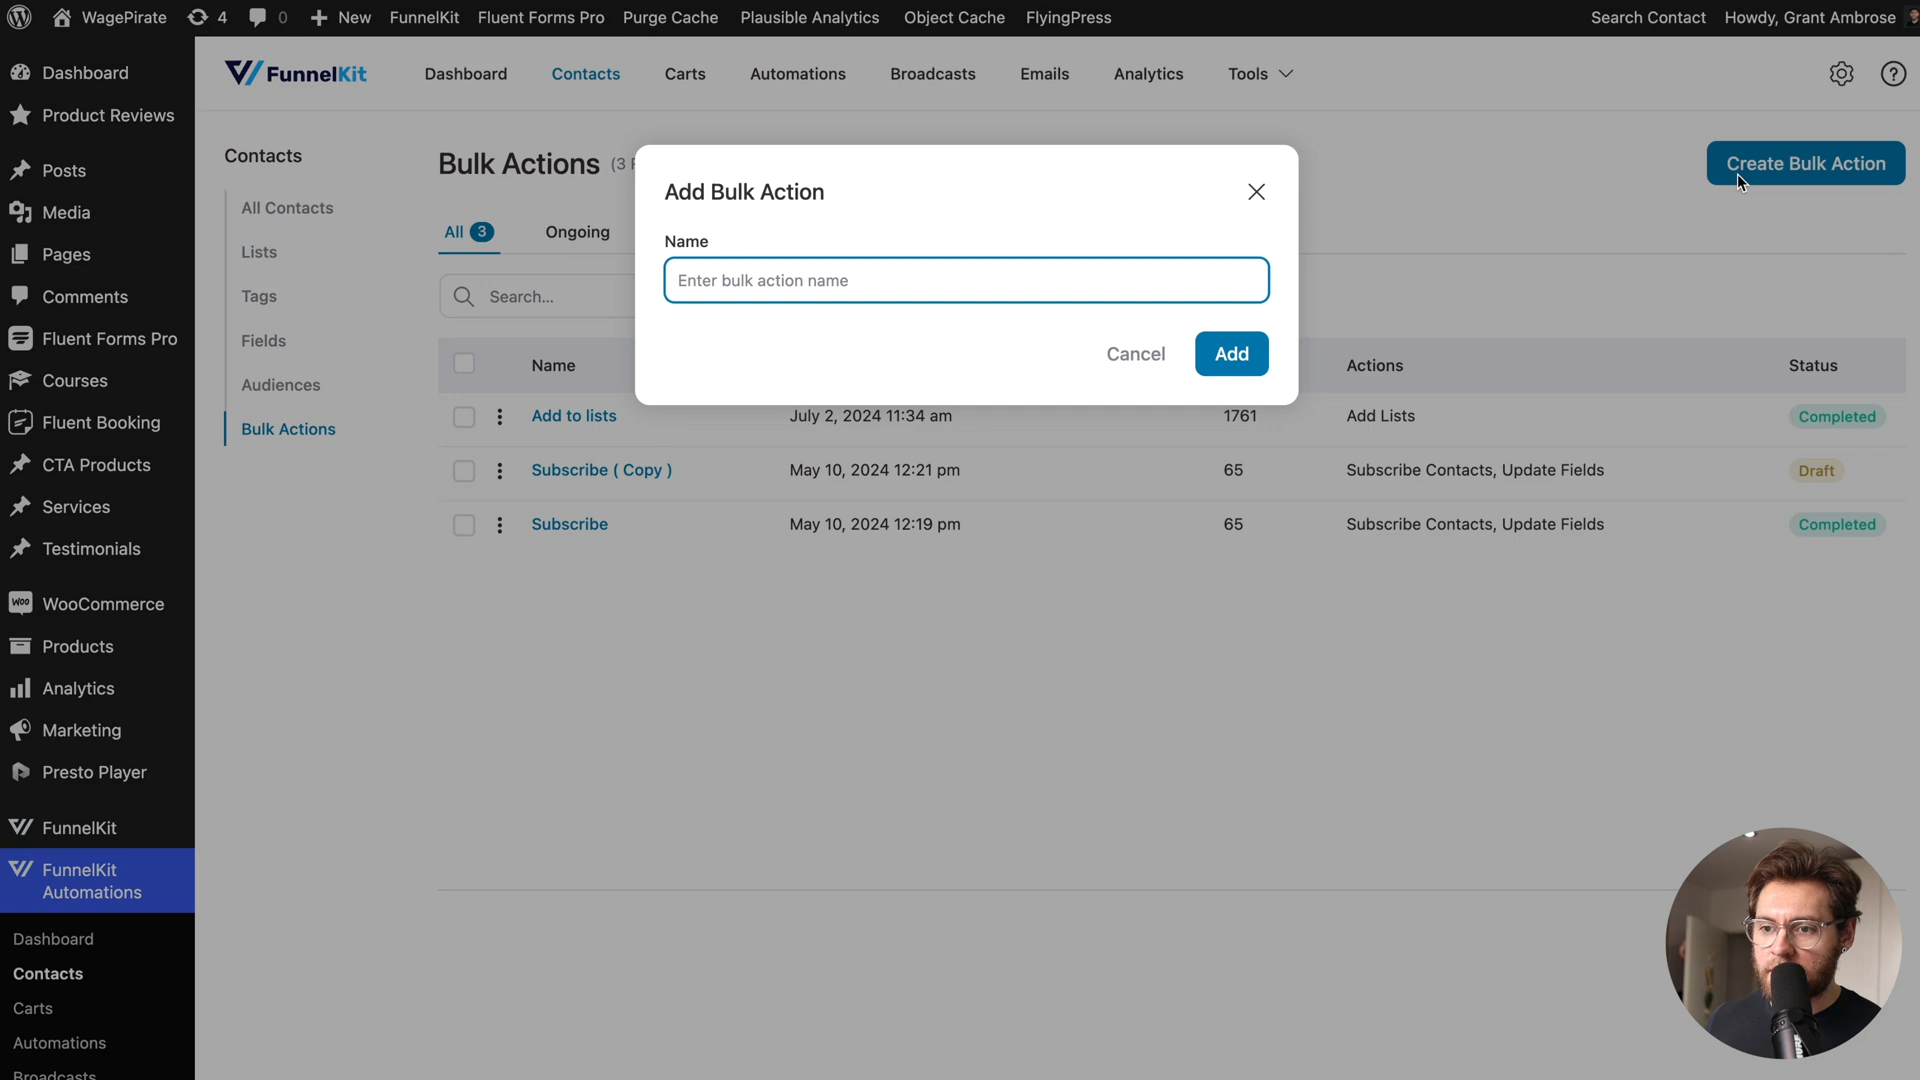 WagePirate
4
0
New
FunnelKit
Fluent Forms Pro
Purge Cache
Plausible Analytics
Object Cache
FlyingPress
Search Contact
Howdy, Grant Ambrose
Dashboard
Product Reviews
Posts
Media
Pages
Comments
Fluent Forms Pro
Courses
Fluent Booking
CTA Products
Services
Testimonials
WooCommerce
Products
Analytics
Marketing
Presto Player
FunnelKit
FunnelKit
Automations
Dashboard
Contacts
Carts
Automations
Broadcasts
FunnelKit
Dashboard
Contacts
Carts
Automations
Broadcasts
Emails
Analytics
Tools
Contacts
All Contacts
Lists
Tags
Fields
Audiences
Bulk Actions
Bulk Actions (3
Create Bulk Action
All 3
Ongoing
Search...
Add Bulk Action
Name
Enter bulk action name
Cancel
Add
Name
Actions
Status
Add to lists
July 2, 2024 11:34 am
1761
Add Lists
Completed
Subscribe ( Copy )
May 10, 2024 12:21 pm
65
Subscribe Contacts, Update Fields
Draft
Subscribe
May 10, 2024 12:19 pm
65
Subscribe Contacts, Update Fields
Completed